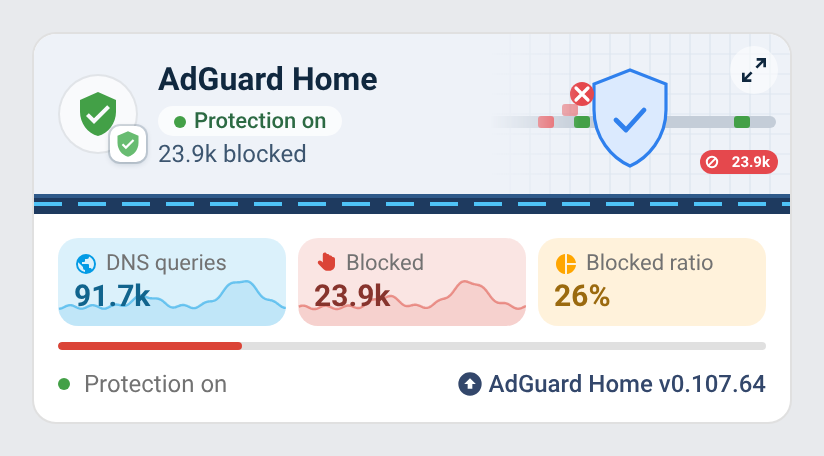 AdGuard Home
Protection on
23.9k blocked
23.9k
DNS queries
91.7k
Blocked
23.9k
Blocked ratio
26%
Protection on
AdGuard Home v0.107.64